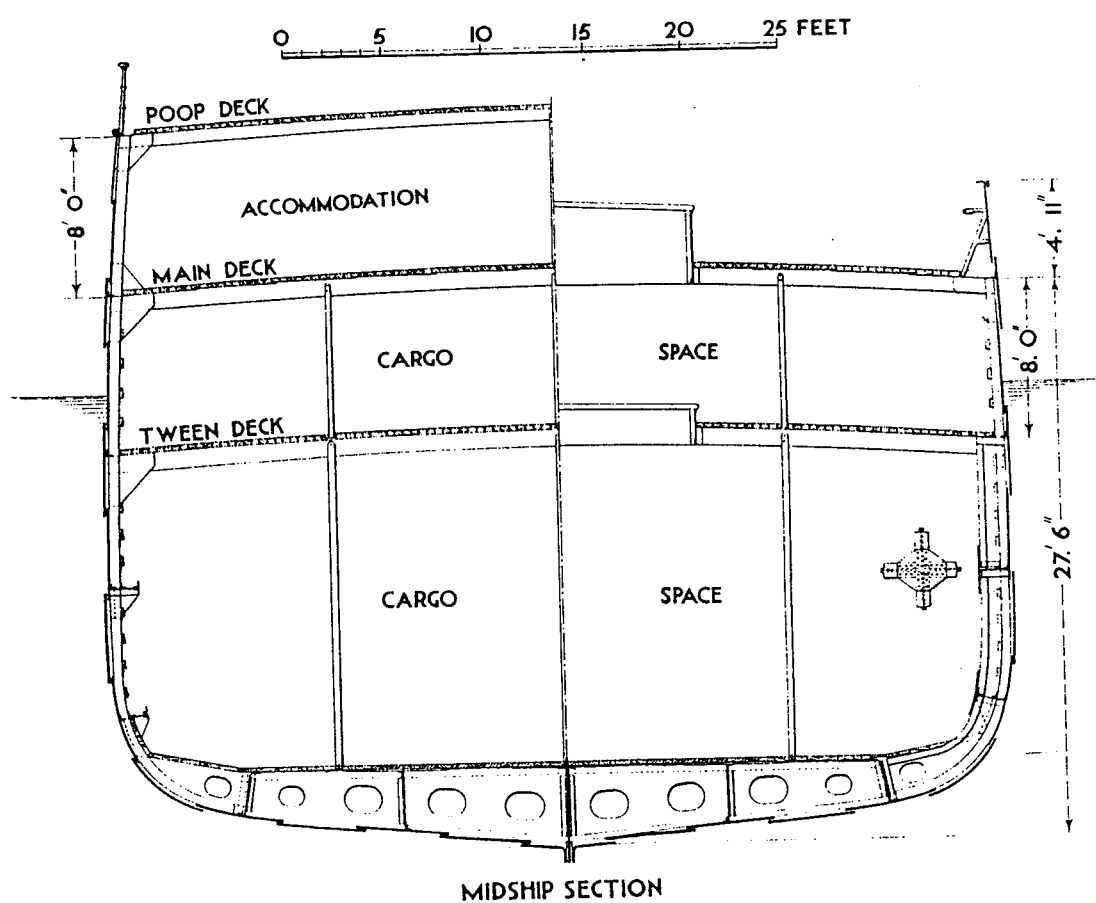 0 5 10 15 20 25 FEET
POOP DECK
8' 0"
ACCOMMODATION
4'. 11"
MAIN DECK
CARGO SPACE
8'. 0"
TWEEN DECK
27'. 6"
CARGO SPACE
MIDSHIP SECTION